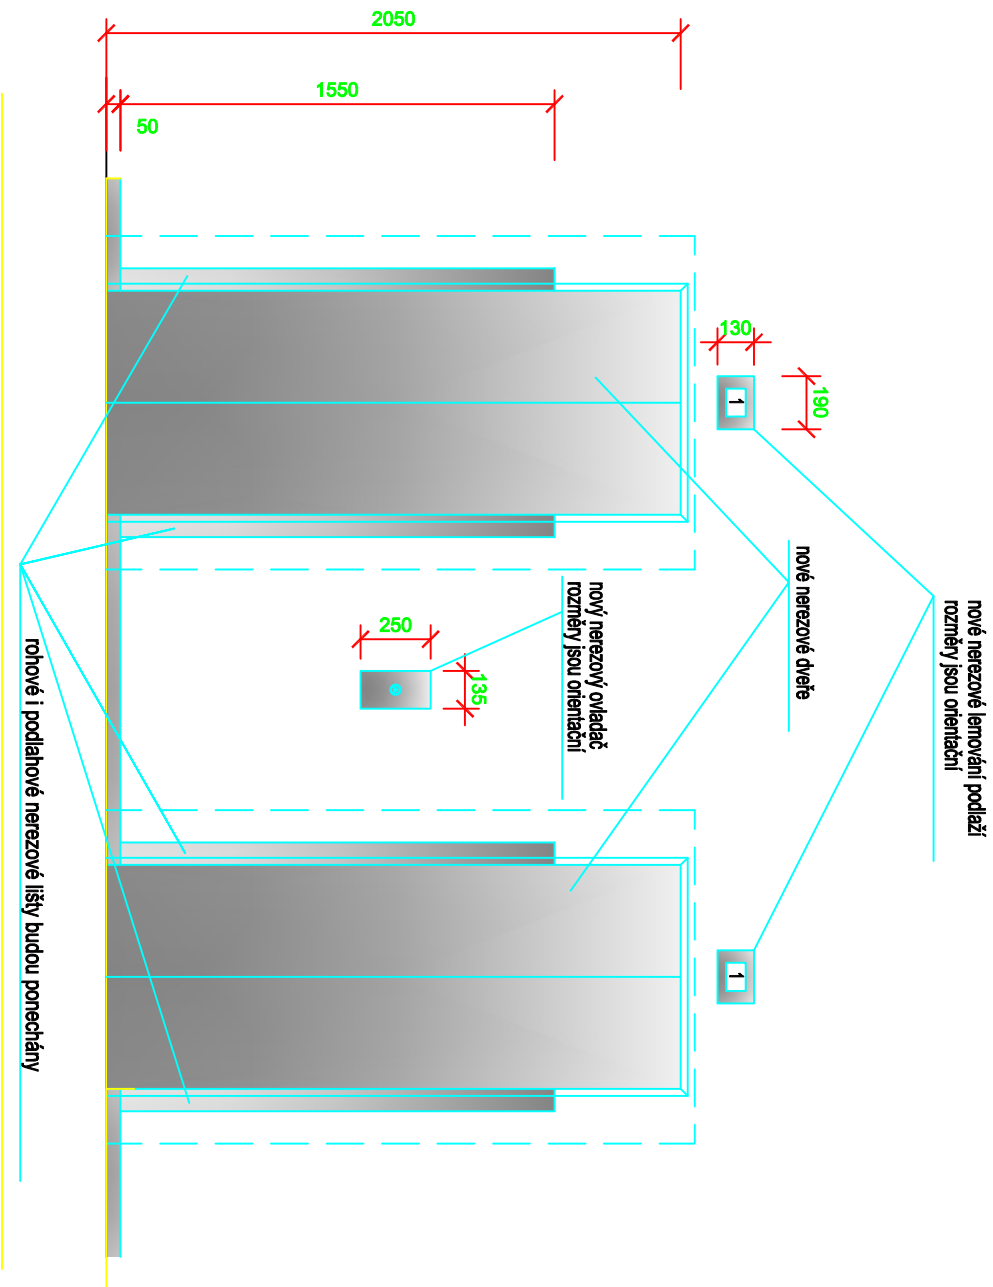 nové nerezové lemování podlaží
rozměry jsou orientační
190
130
1
1
nové nerezové dveře
nový nerezový ovladač
rozměry jsou orientační
135
250
2050
1550
50
rohové i podlahové nerezové lišty budou ponechány